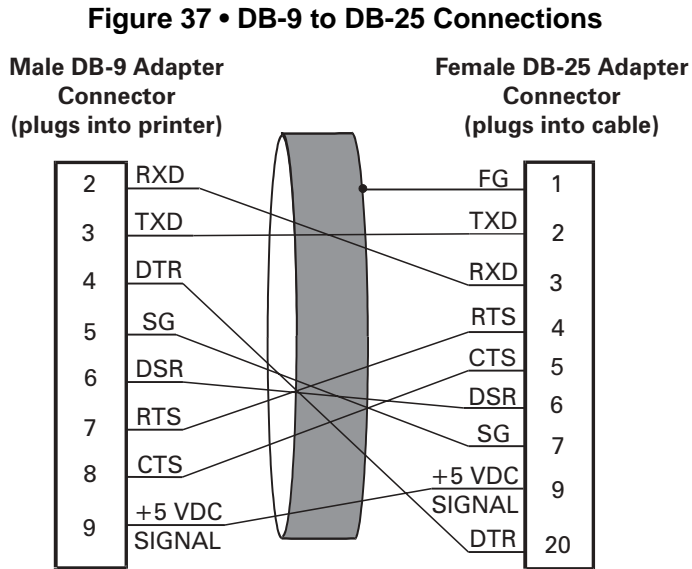 Figure 37 • DB-9 to DB-25 Connections
Male DB-9 Adapter
Connector
(plugs into printer)
Female DB-25 Adapter
Connector
(plugs into cable)
2 RXD
3 TXD
4 DTR
5 SG
6 DSR
7 RTS
8 CTS
9 +5 VDC
SIGNAL
FG 1
TXD 2
RXD 3
RTS 4
CTS 5
DSR 6
SG 7
+5 VDC 9
SIGNAL
DTR 20